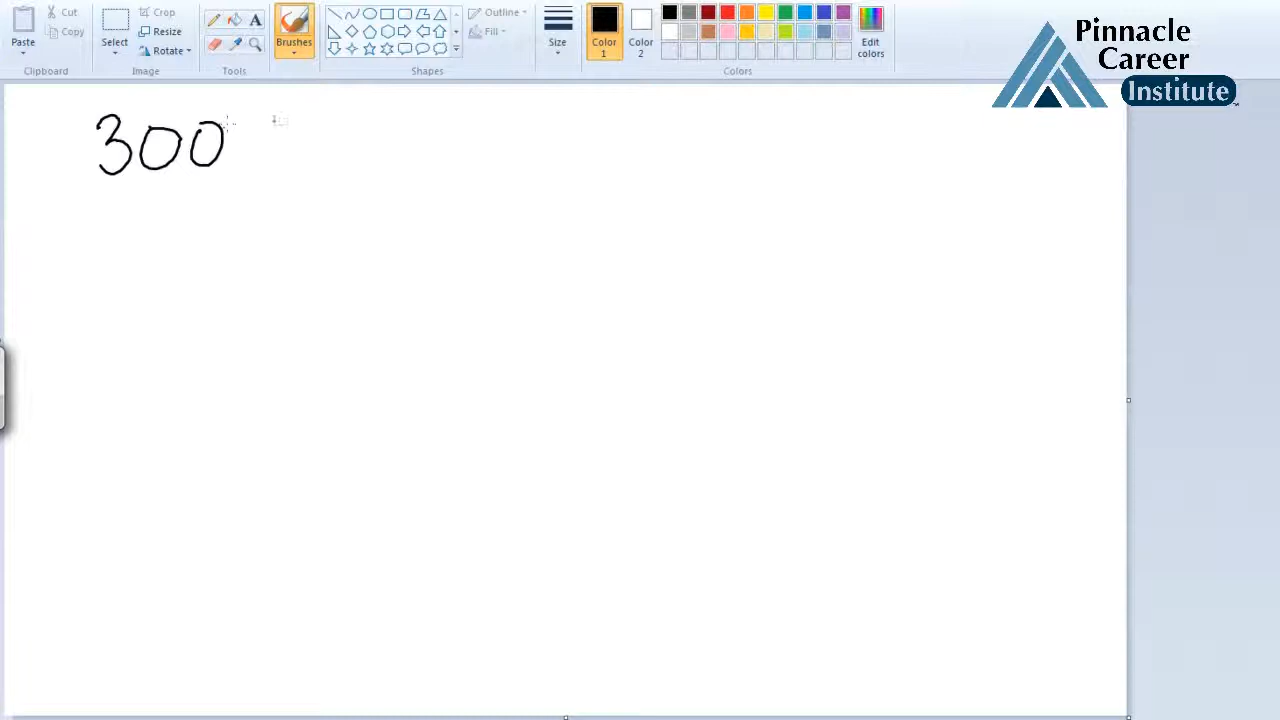 Paste
Cut
Copy
Clipboard
Select
Crop
Resize
Rotate
Image
Tools
Brushes
Outline
Fill
Shapes
Size
Color 1
Color 2
Edit colors
Colors
Pinnacle
Career
Institute
300